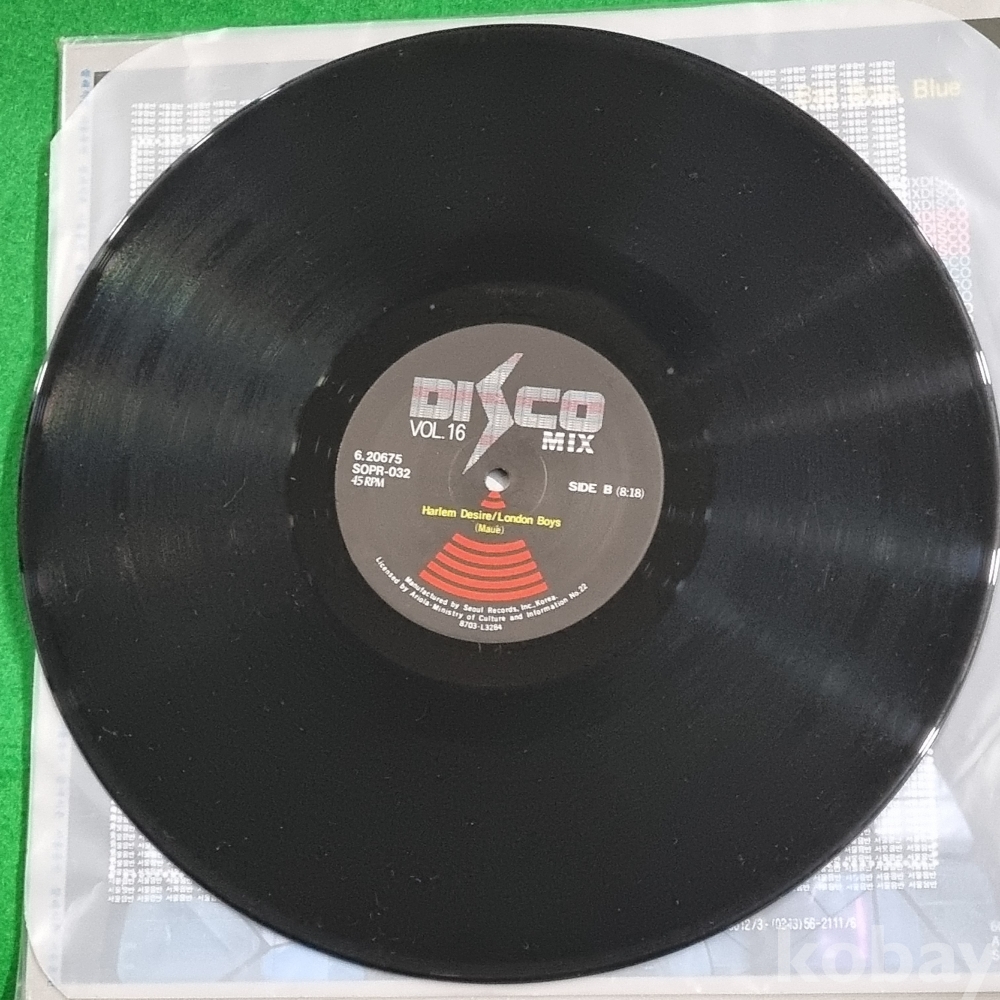 Blue
DISCO
VOL. 16
MIX
6.20675
SOPR-032
45 RPM
SIDE B (8:18)
Harlem Desire/London Boys
(Maué)
Manufactured by Seoul Records, Inc., Korea.
Licensed by Ariola·Ministry of Culture and Information No.22
8703-L3264
kobay